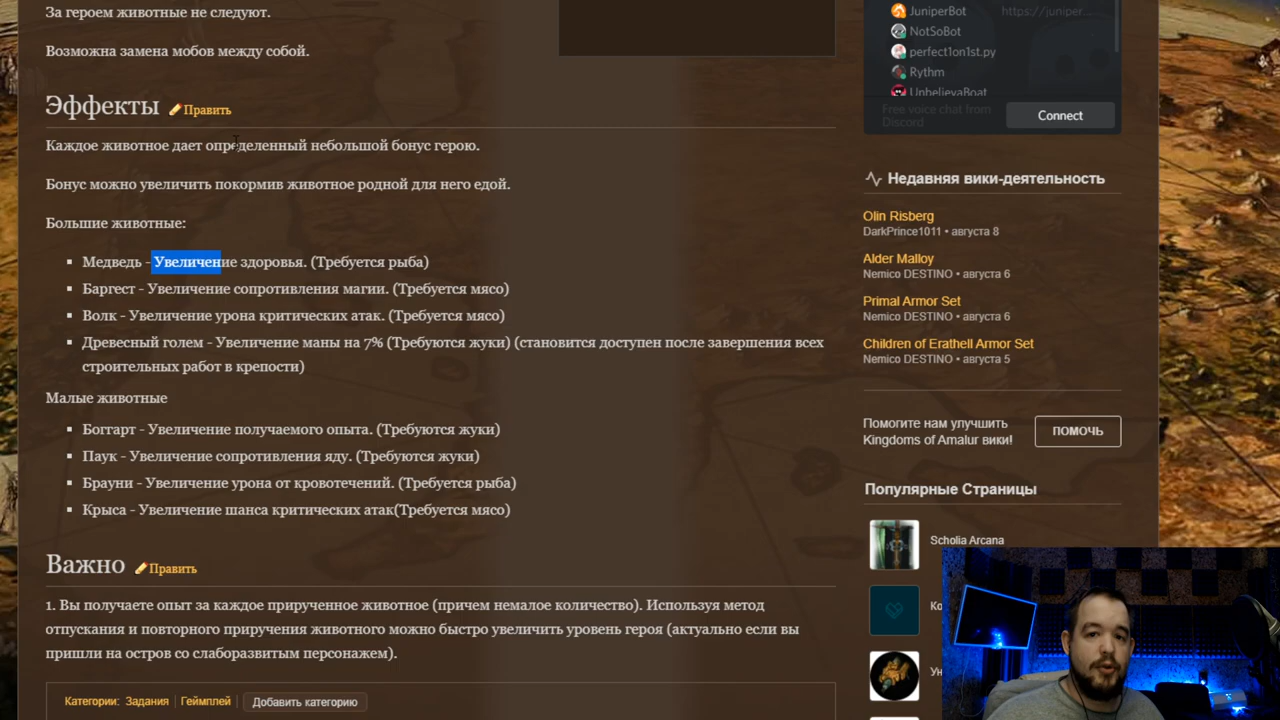 За героем животные не следуют.
Возможна замена мобов между собой.
Эффекты Править
Каждое животное дает определенный небольшой бонус герою.
Бонус можно увеличить покормив животное родной для него едой.
Большие животные:
Медведь - Увеличение здоровья. (Требуется рыба)
Баргест - Увеличение сопротивления магии. (Требуется мясо)
Волк - Увеличение урона критических атак. (Требуется мясо)
Древесный голем - Увеличение маны на 7% (Требуются жуки) (становится доступен после завершения всех
строительных работ в крепости)
Малые животные
Боггарт - Увеличение получаемого опыта. (Требуются жуки)
Паук - Увеличение сопротивления яду. (Требуются жуки)
Брауни - Увеличение урона от кровотечений. (Требуется рыба)
Крыса - Увеличение шанса критических атак(Требуется мясо)
Важно Править
1. Вы получаете опыт за каждое прирученное животное (причем немалое количество). Используя метод
отпускания и повторного приручения животного можно быстро увеличить уровень героя (актуально если вы
пришли на остров со слаборазвитым персонажем).
Категории: Задания Геймплей Добавить категорию
JuniperBot https://juniper...
NotSoBot
perfect1on1st.py
Rythm
UnbelievaBoat
Free voice chat from
Discord
Connect
Недавняя вики-деятельность
Olin Risberg
DarkPrince1011 • августа 8
Alder Malloy
Nemico DESTINO • августа 6
Primal Armor Set
Nemico DESTINO • августа 6
Children of Erathell Armor Set
Nemico DESTINO • августа 5
Помогите нам улучшить
Kingdoms of Amalur вики!
ПОМОЧЬ
Популярные Страницы
Scholia Arcana